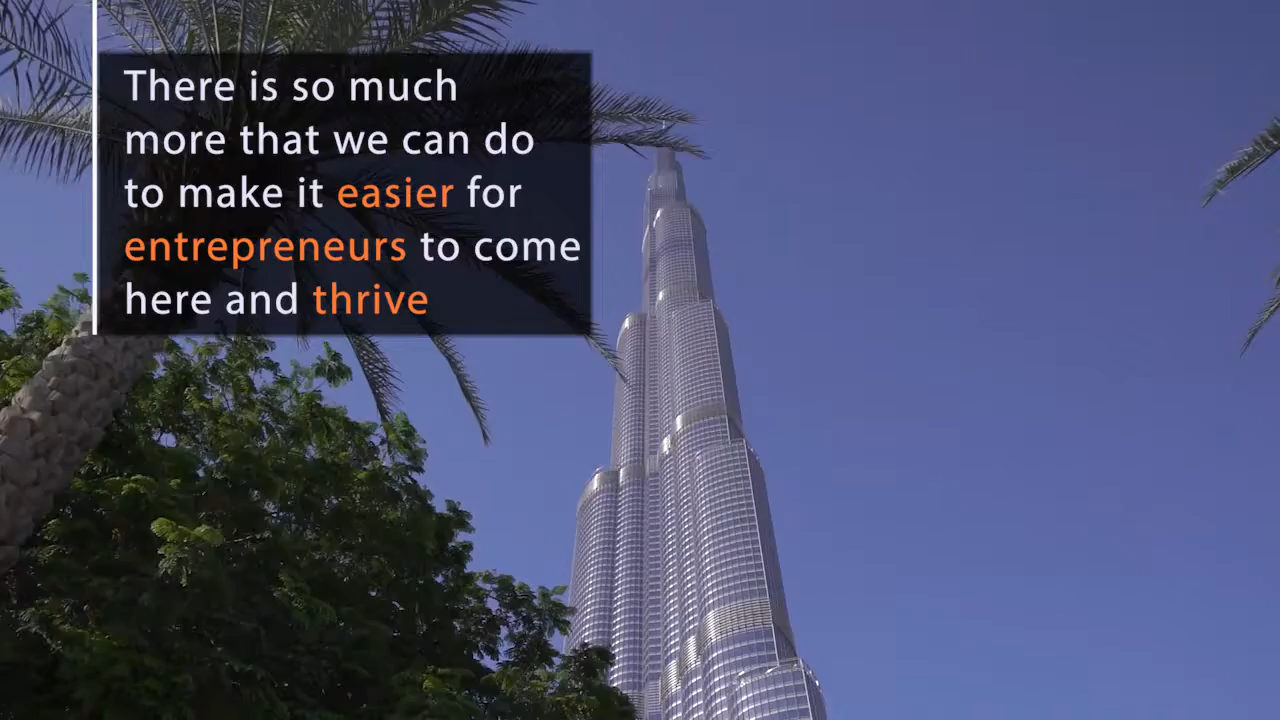 There is so much
more that we can do
to make it easier for
entrepreneurs to come
here and thrive